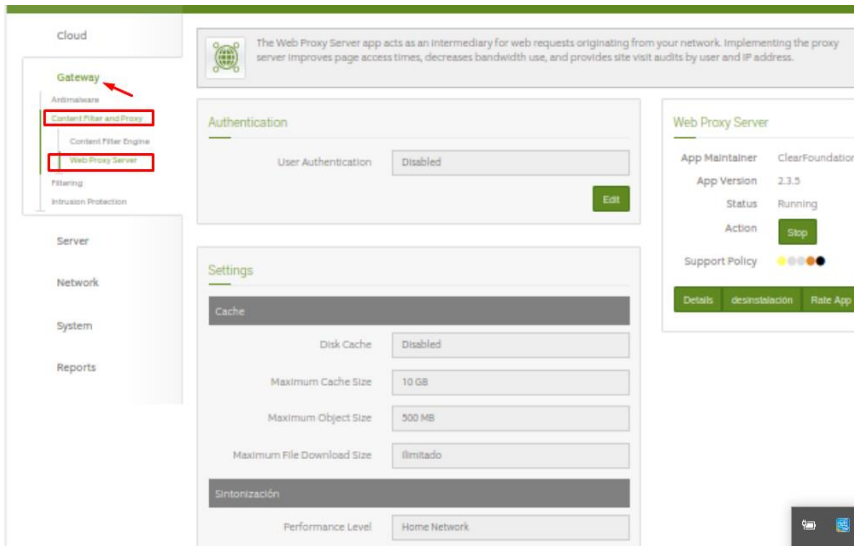 Cloud
Gateway
Antimalware
Content Filter and Proxy
Content Filter Engine
Web Proxy Server
Filtering
Intrusion Protection
Server
Network
System
Reports
The Web Proxy Server app acts as an intermediary for web requests originating from your network. Implementing the proxy
server improves page access times, decreases bandwidth use, and provides site visit audits by user and IP address.
Authentication
User Authentication Disabled
Edit
Settings
Cache
Disk Cache Disabled
Maximum Cache Size 10 GB
Maximum Object Size 500 MB
Maximum File Download Size Ilimitado
Sintonización
Performance Level Home Network
Web Proxy Server
App Maintainer ClearFoundation
App Version 2.3.5
Status Running
Action Stop
Support Policy
Details desinstalación Rate App